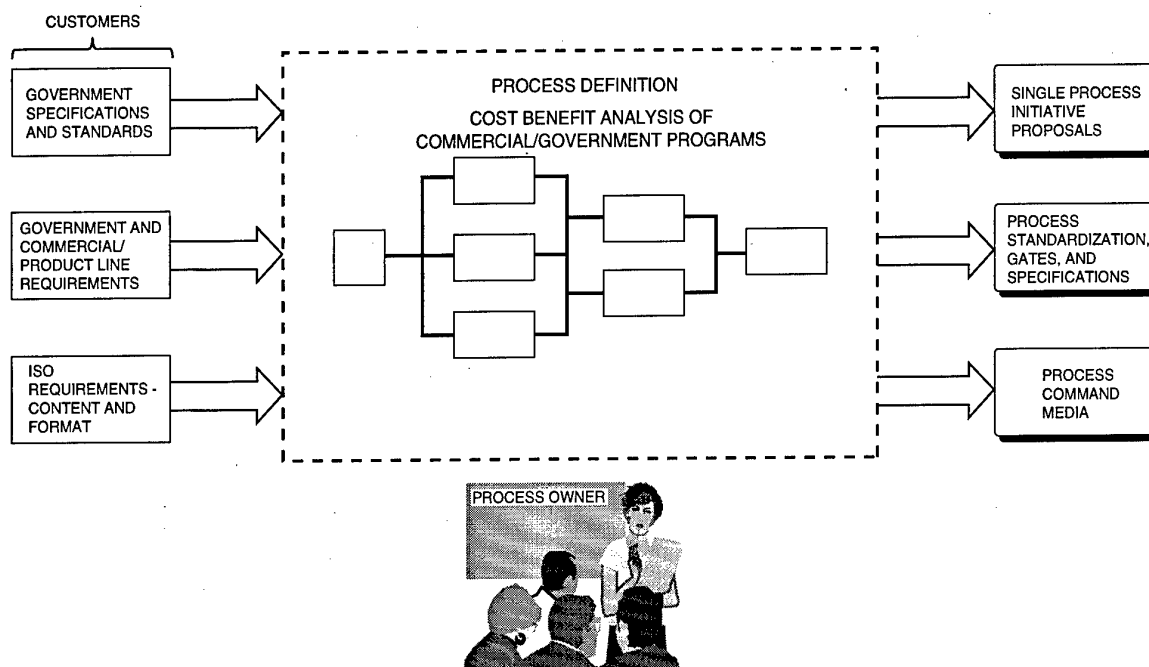 CUSTOMERS
GOVERNMENT
SPECIFICATIONS
AND STANDARDS
GOVERNMENT AND
COMMERCIAL/
PRODUCT LINE
REQUIREMENTS
ISO
REQUIREMENTS -
CONTENT AND
FORMAT
PROCESS DEFINITION
COST BENEFIT ANALYSIS OF
COMMERCIAL/GOVERNMENT PROGRAMS
SINGLE PROCESS
INITIATIVE
PROPOSALS
PROCESS
STANDARDIZATION,
GATES, AND
SPECIFICATIONS
PROCESS
COMMAND
MEDIA
PROCESS OWNER